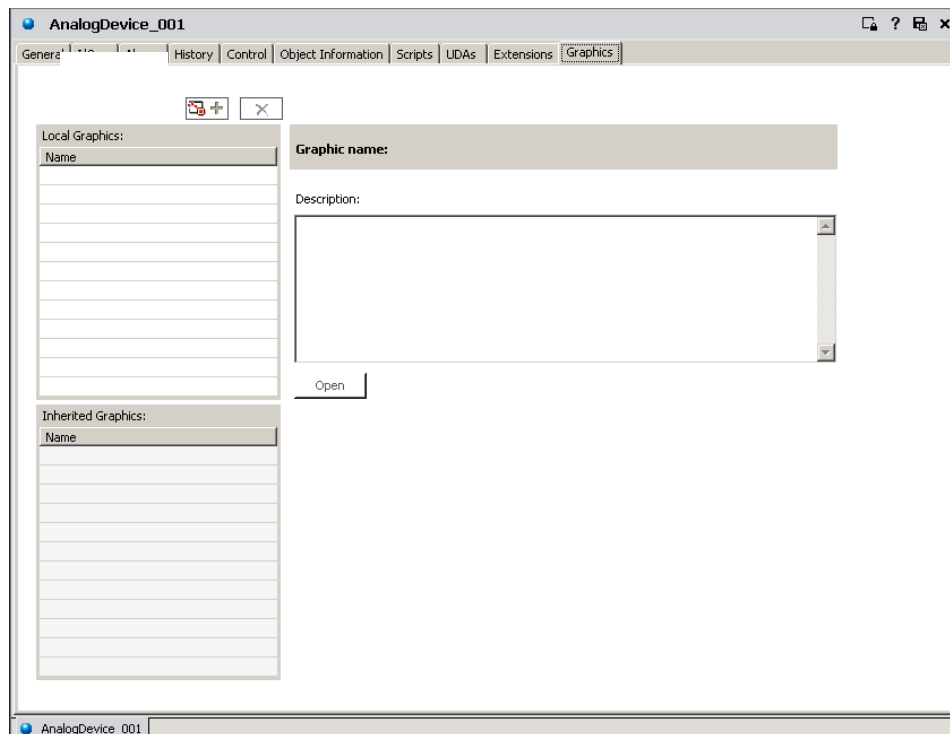 AnalogDevice_001
?
General History Control Object Information Scripts UDAs Extensions Graphics
Local Graphics:
Name
Graphic name:
Description:
Open
Inherited Graphics:
Name
AnalogDevice_001